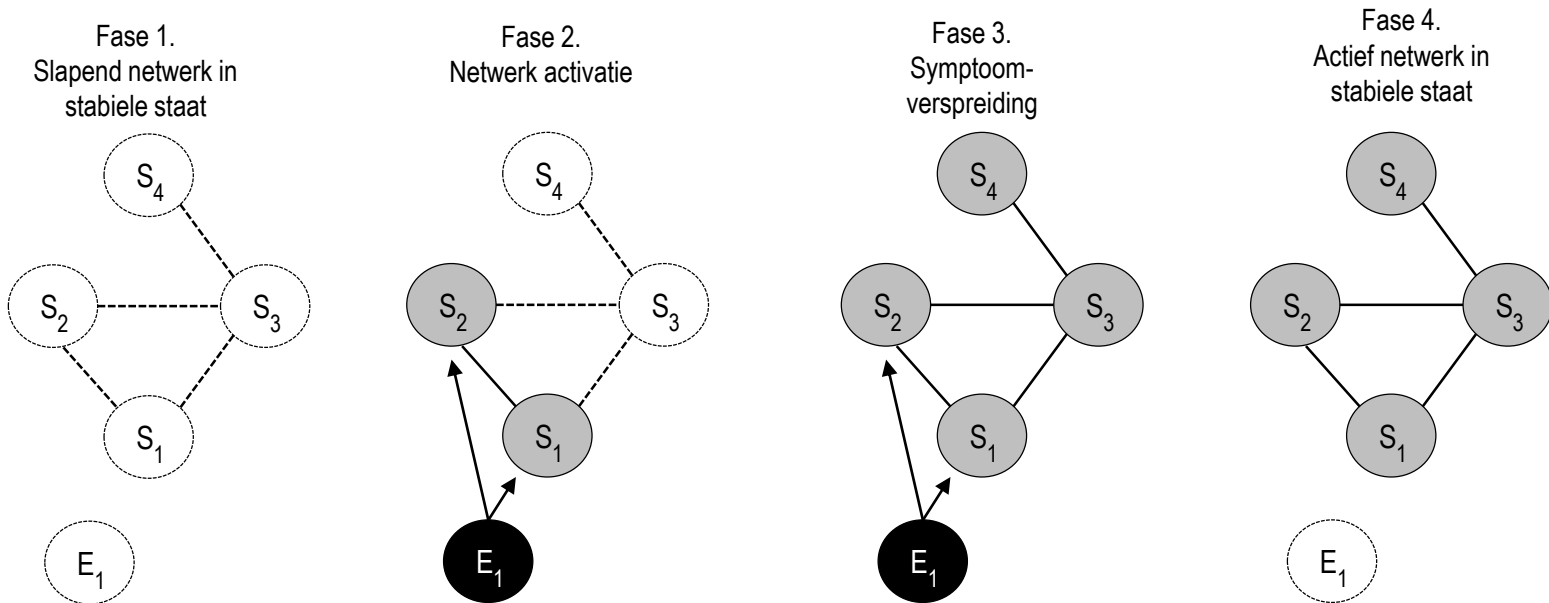 Fase 1.
Slapend netwerk in
stabiele staat
S4
S2
S3
S1
E1
Fase 2.
Netwerk activatie
S4
S2
S3
S1
E1
Fase 3.
Symptoom-
verspreiding
S4
S2
S3
S1
E1
Fase 4.
Actief netwerk in
stabiele staat
S4
S2
S3
S1
E1